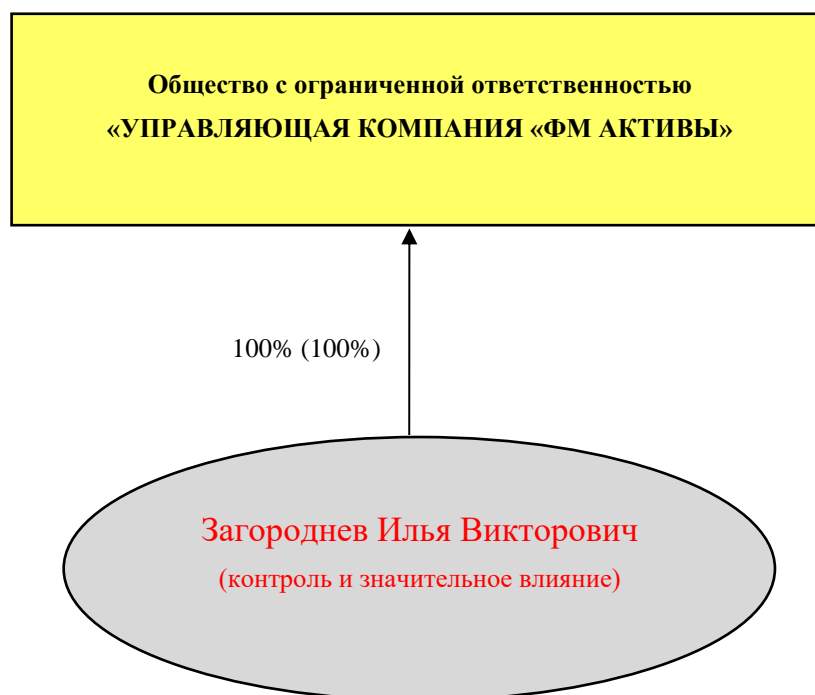 Общество с ограниченной ответственностью
«УПРАВЛЯЮЩАЯ КОМПАНИЯ «ФМ АКТИВЫ»
100% (100%)
Загороднев Илья Викторович
(контроль и значительное влияние)